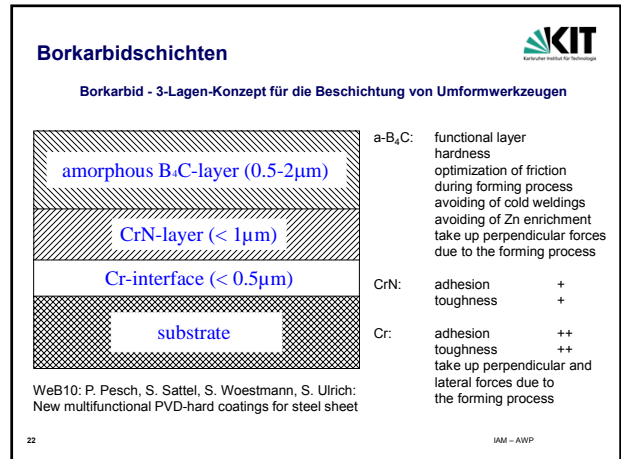 Borkarbidschichten
KIT
Karlsruher Institut für Technologie
Borkarbid - 3-Lagen-Konzept für die Beschichtung von Umformwerkzeugen
amorphous B₄C-layer (0.5-2µm)
CrN-layer (< 1µm)
Cr-interface (< 0.5µm)
substrate
WeB10: P. Pesch, S. Sattel, S. Woestmann, S. Ulrich:
New multifunctional PVD-hard coatings for steel sheet
a-B₄C: functional layer
hardness
optimization of friction
during forming process
avoiding of cold weldings
avoiding of Zn enrichment
take up perpendicular forces
due to the forming process
CrN: adhesion +
toughness +
Cr: adhesion ++
toughness ++
take up perpendicular and
lateral forces due to
the forming process
22
IAM – AWP